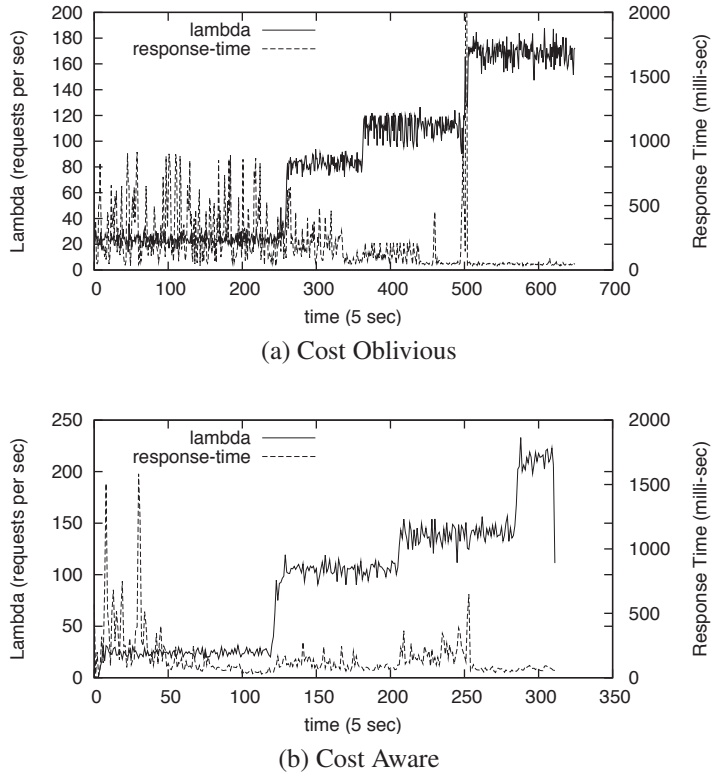 200
180
160
140
120
100
80
60
40
20
0
Lambda (requests per sec)
lambda
response-time
2000
1500
1000
500
0
Response Time (milli-sec)
0 100 200 300 400 500 600 700
time (5 sec)
(a) Cost Oblivious
250
200
150
100
50
0
Lambda (requests per sec)
lambda
response-time
2000
1500
1000
500
0
Response Time (milli-sec)
0 50 100 150 200 250 300 350
time (5 sec)
(b) Cost Aware